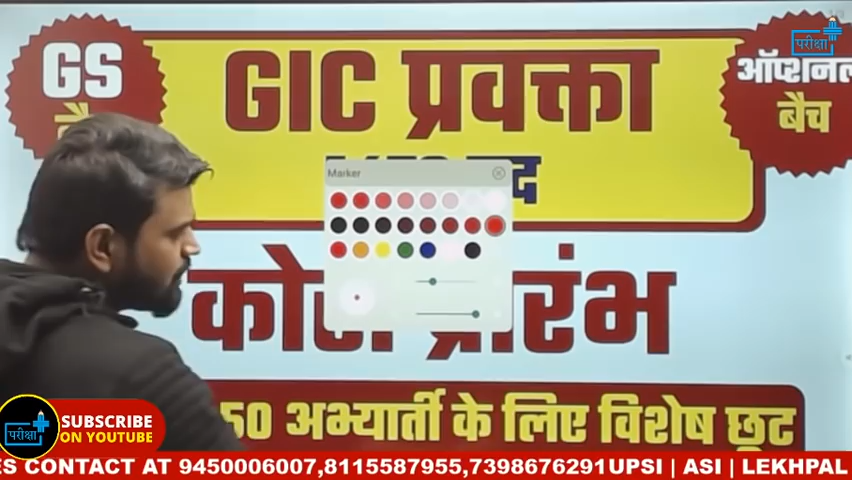 GS
GIC प्रवक्ता
ऑप्शनल
बैच
परीक्षा
Marker
कोर्स प्रारंभ
50 अभ्यार्ती के लिए विशेष छूट
परीक्षा
SUBSCRIBE
ON YOUTUBE
ES CONTACT AT 9450006007,8115587955,7398676291UPSI | ASI | LEKHPAL